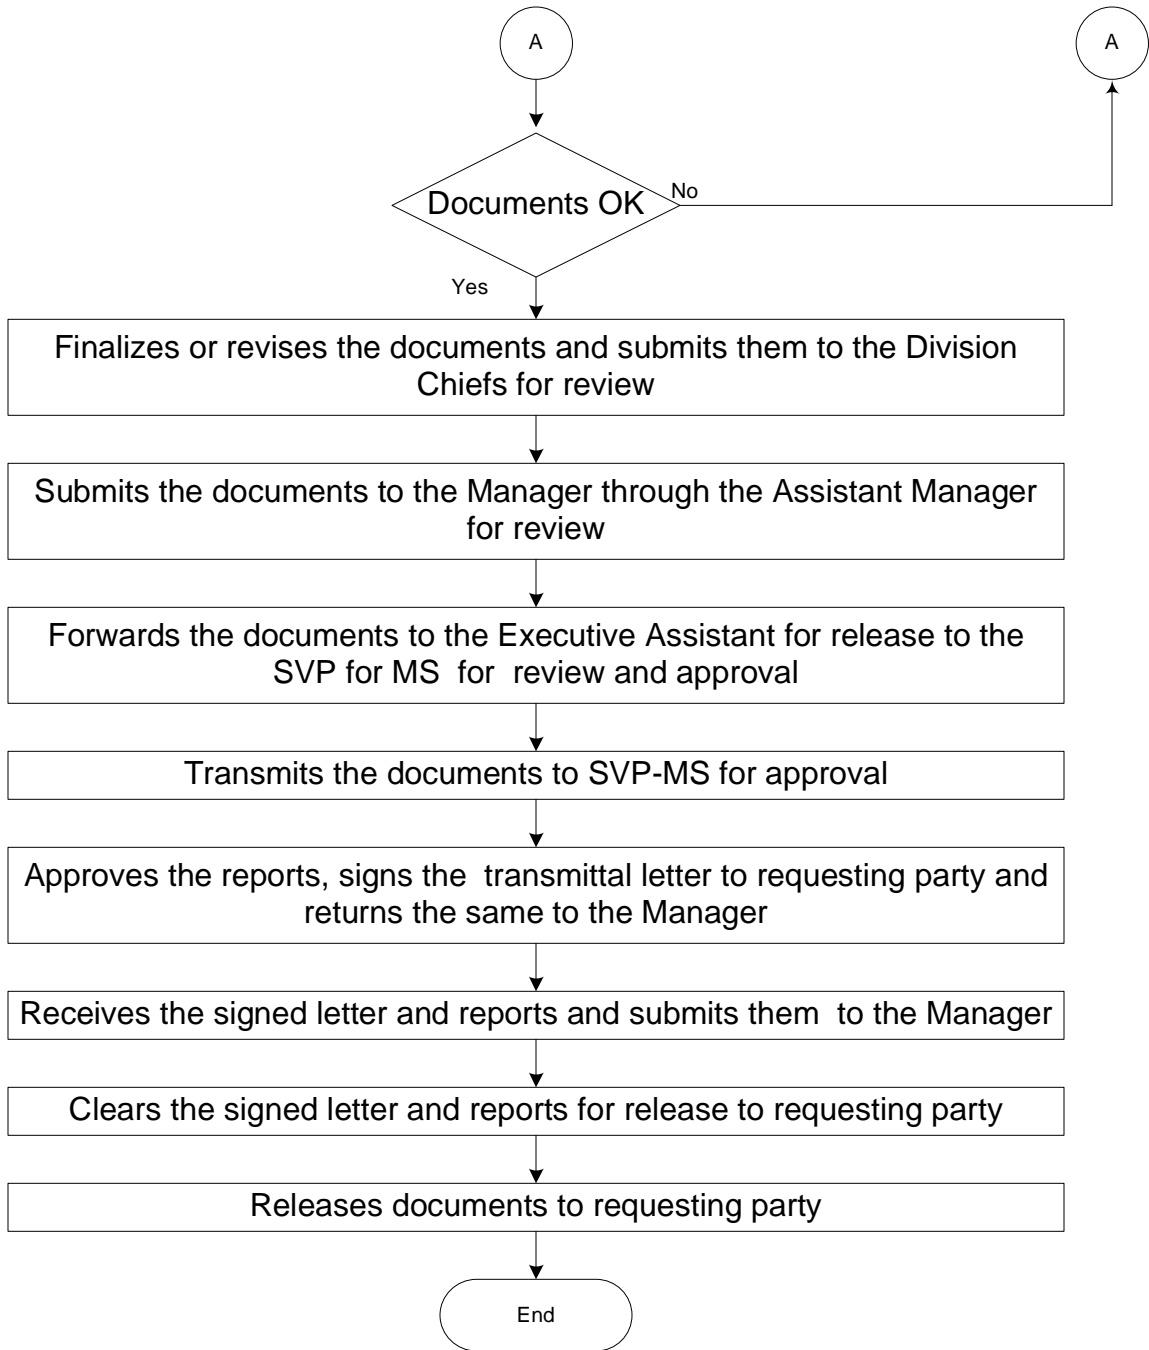 A
A
Documents OK
No
Yes
Finalizes or revises the documents and submits them to the Division
Chiefs for review
Submits the documents to the Manager through the Assistant Manager
for review
Forwards the documents to the Executive Assistant for release to the
SVP for MS  for  review and approval
Transmits the documents to SVP-MS for approval
Approves the reports, signs the  transmittal letter to requesting party and
returns the same to the Manager
Receives the signed letter and reports and submits them  to the Manager
Clears the signed letter and reports for release to requesting party
Releases documents to requesting party
End